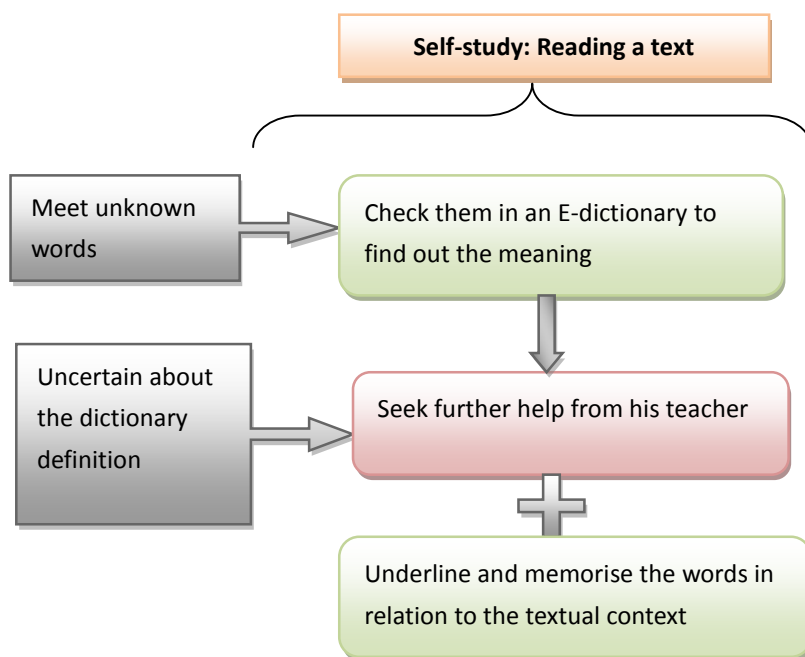 Self-study: Reading a text
Meet unknown
words
Check them in an E-dictionary to
find out the meaning
Uncertain about
the dictionary
definition
Seek further help from his teacher
Underline and memorise the words in
relation to the textual context